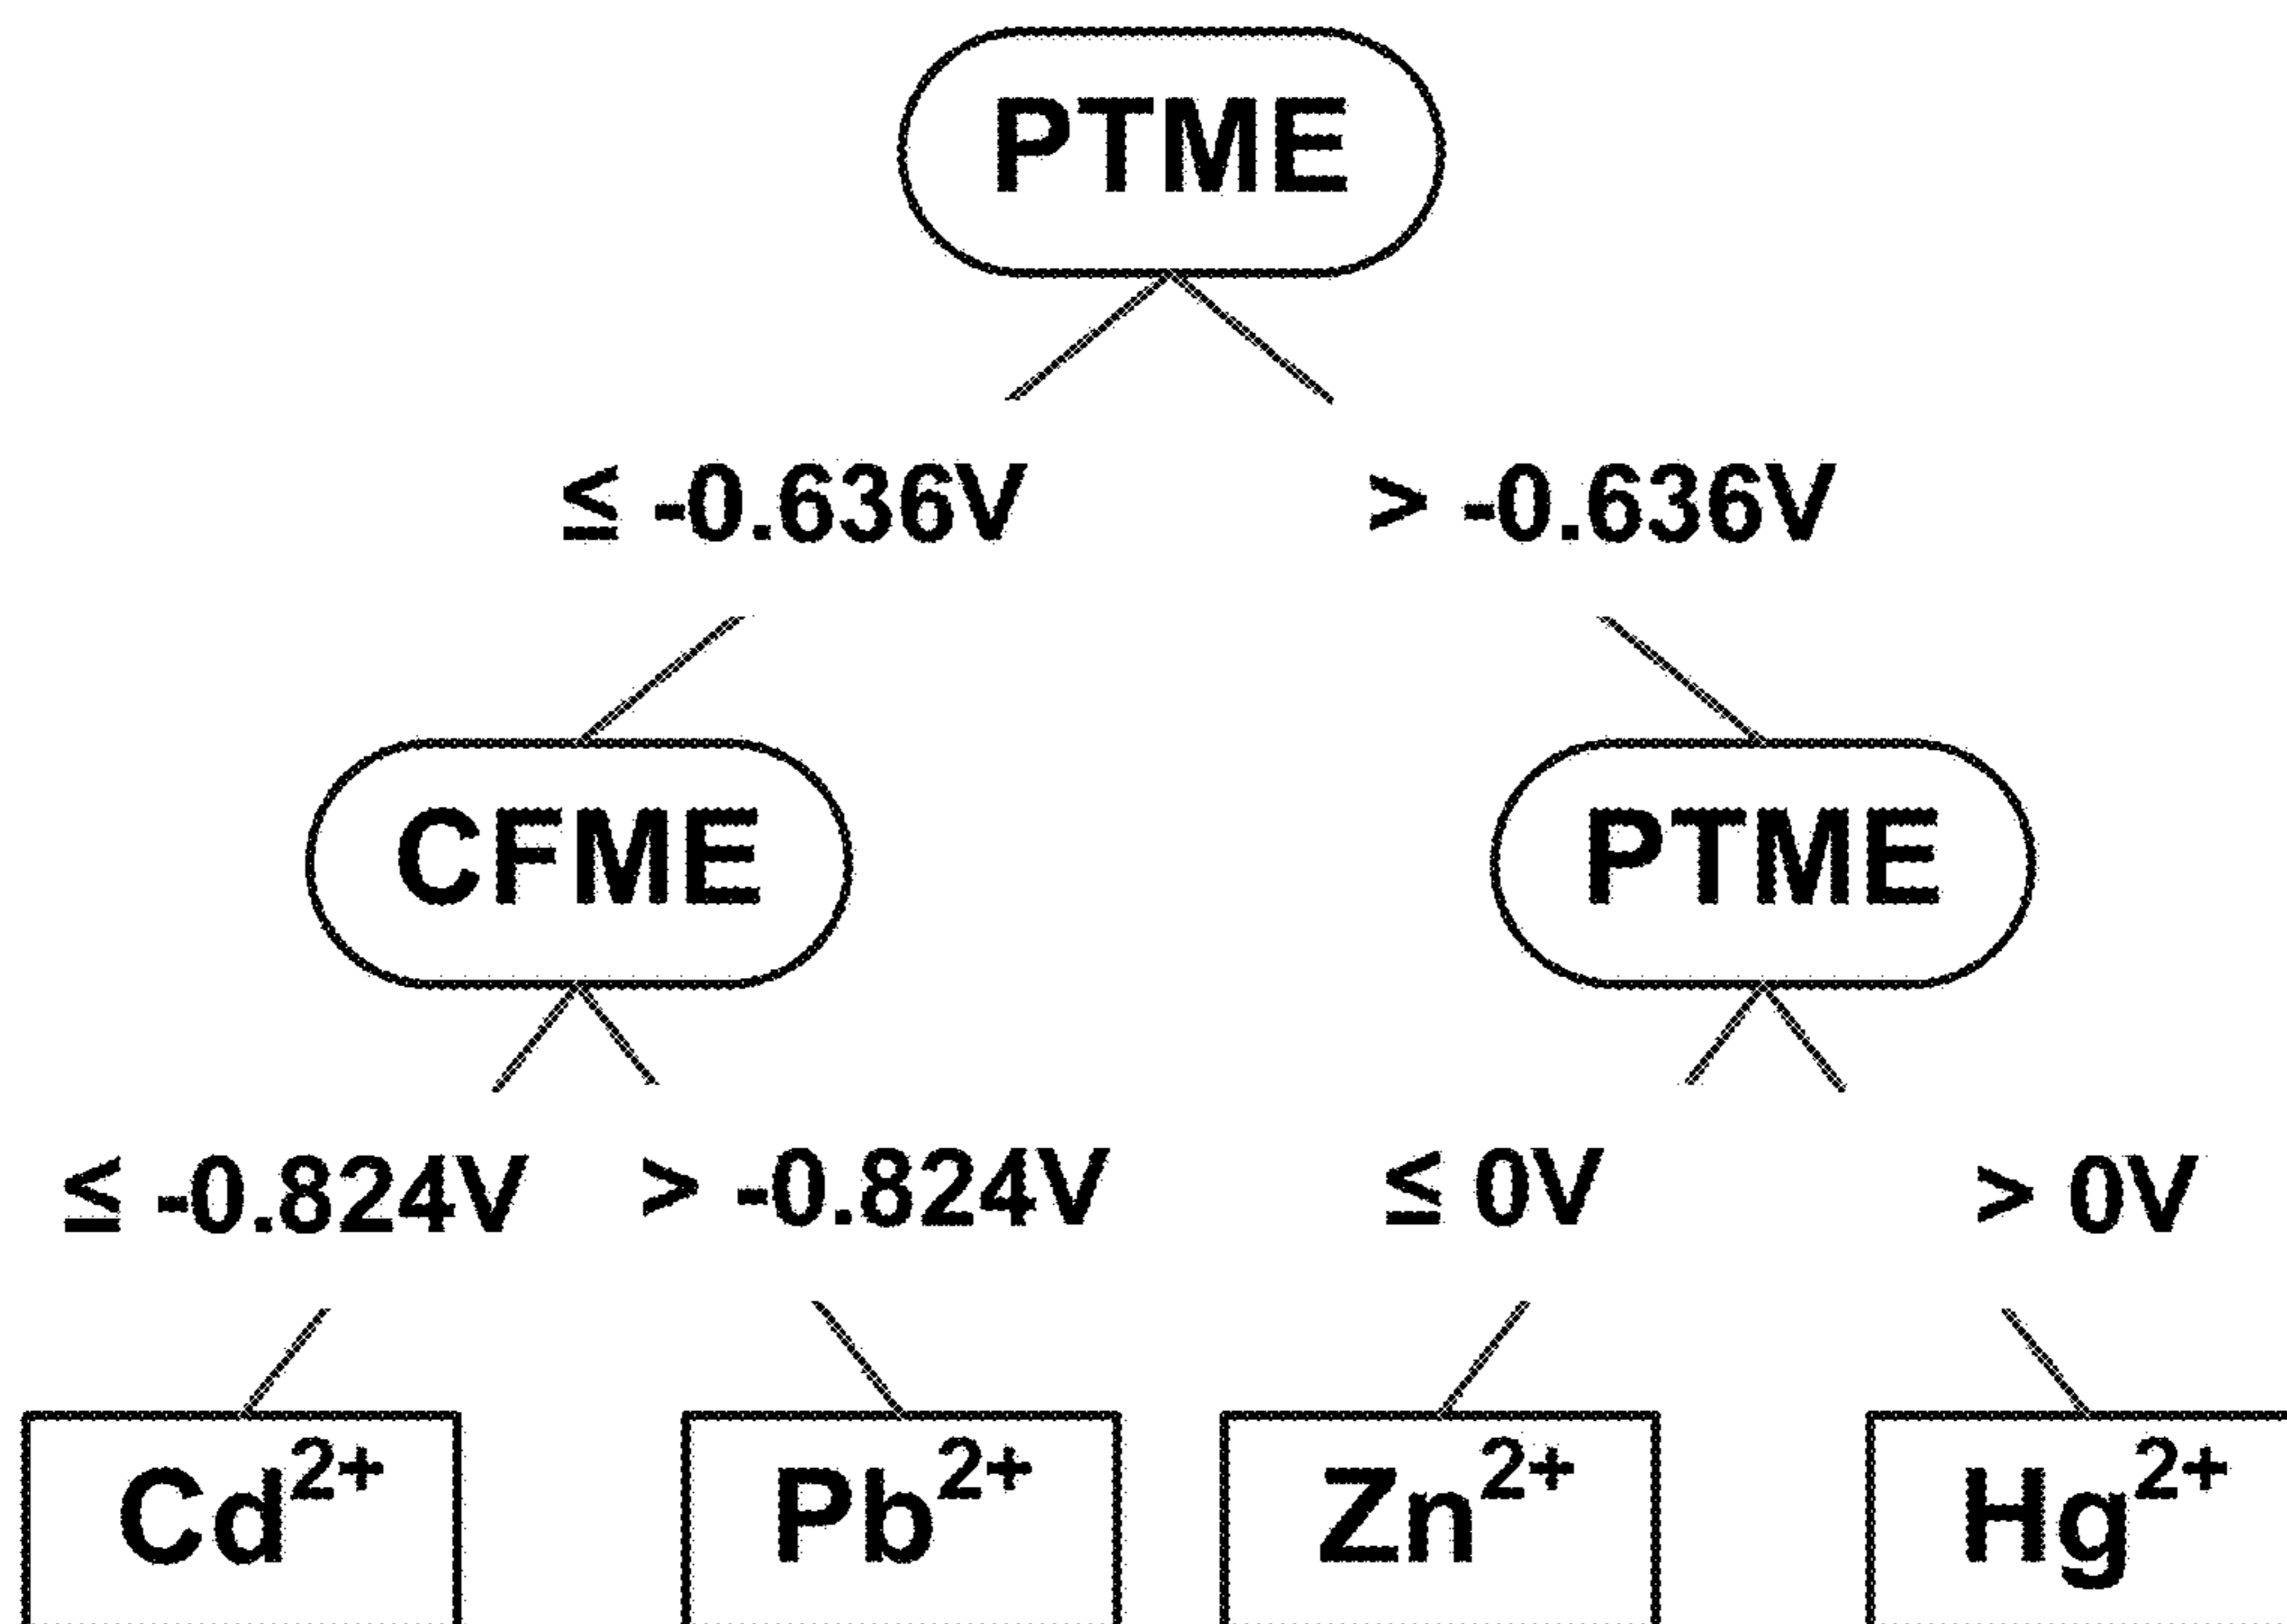 PTME
≤ -0.636V > -0.636V
CFME PTME
≤ -0.824V > -0.824V ≤ 0V > 0V
Cd²⁺ Pb²⁺ Zn²⁺ Hg²⁺